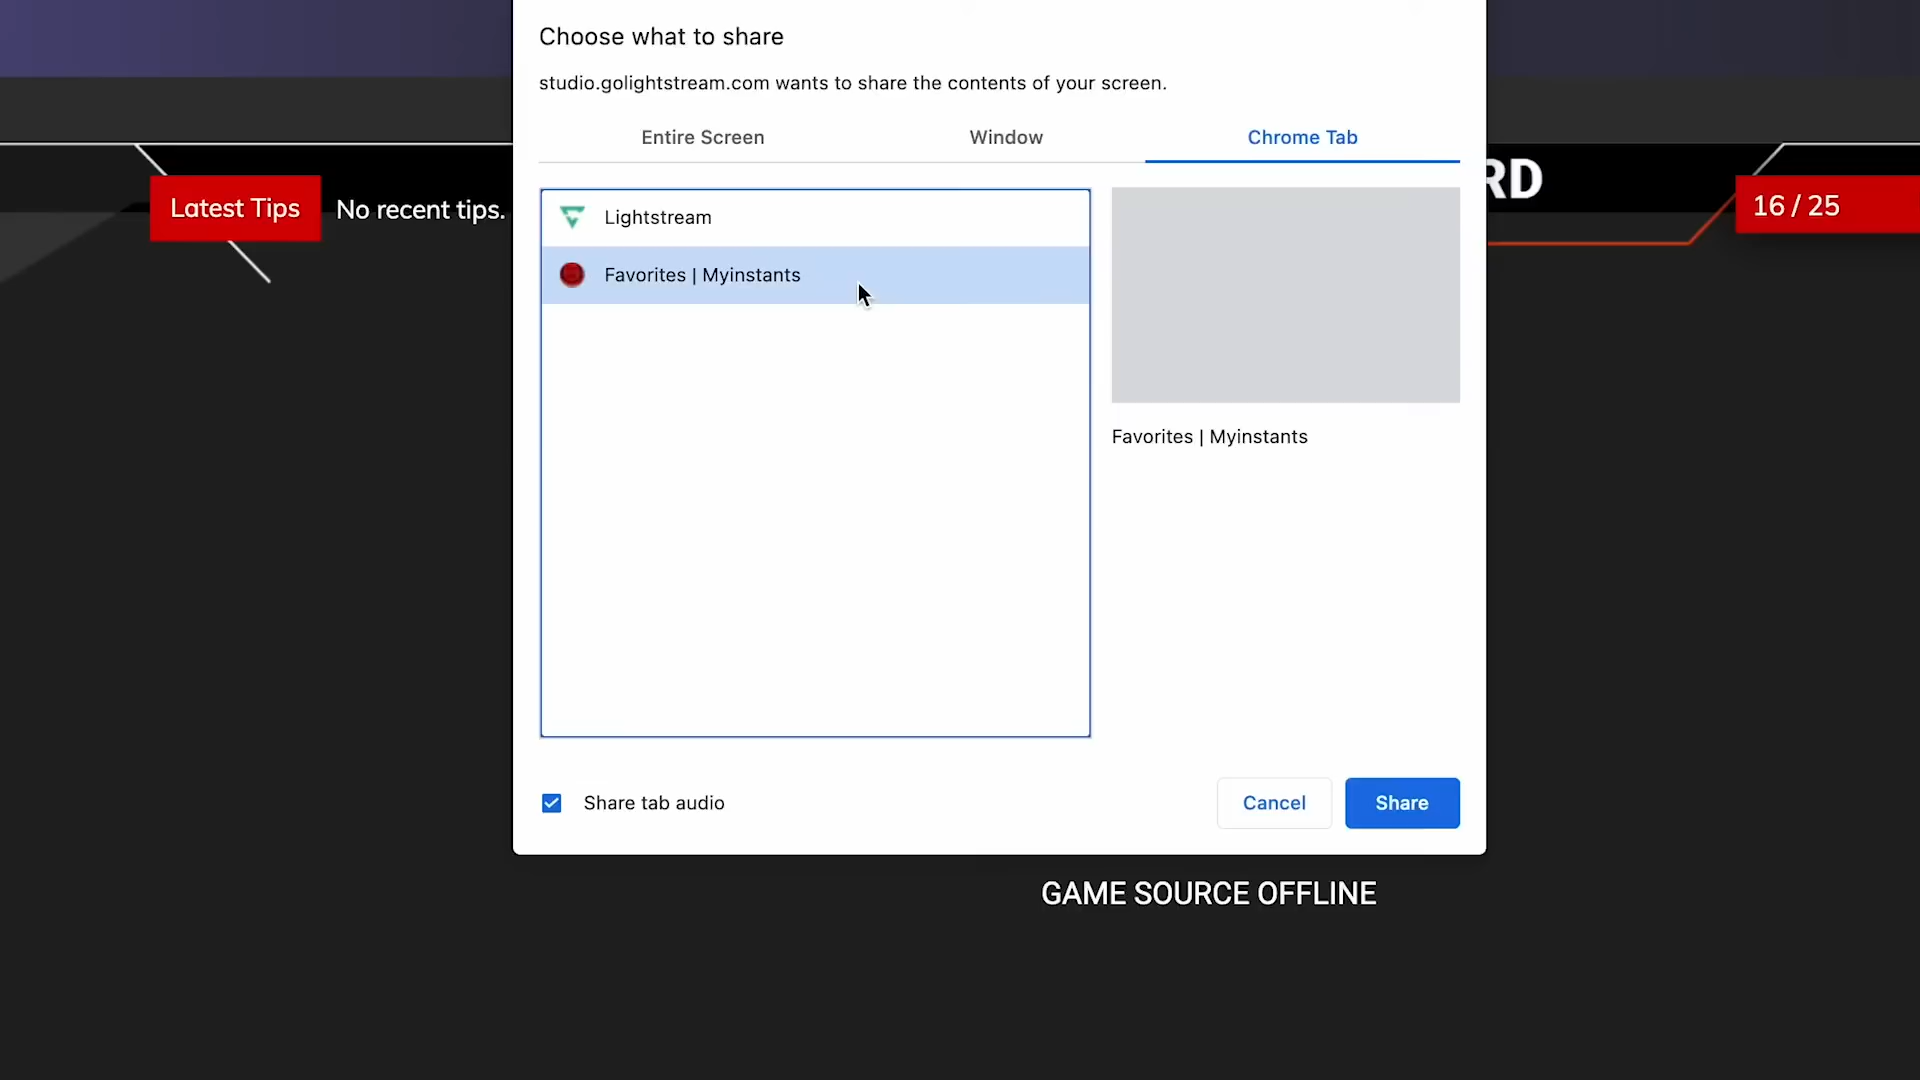 Choose what to share
studio.golightstream.com wants to share the contents of your screen.
Entire Screen
Window
Chrome Tab
RD
Latest Tips
No recent tips.
16 / 25
Lightstream
Favorites | Myinstants
Favorites | Myinstants
Share tab audio
Cancel
Share
GAME SOURCE OFFLINE